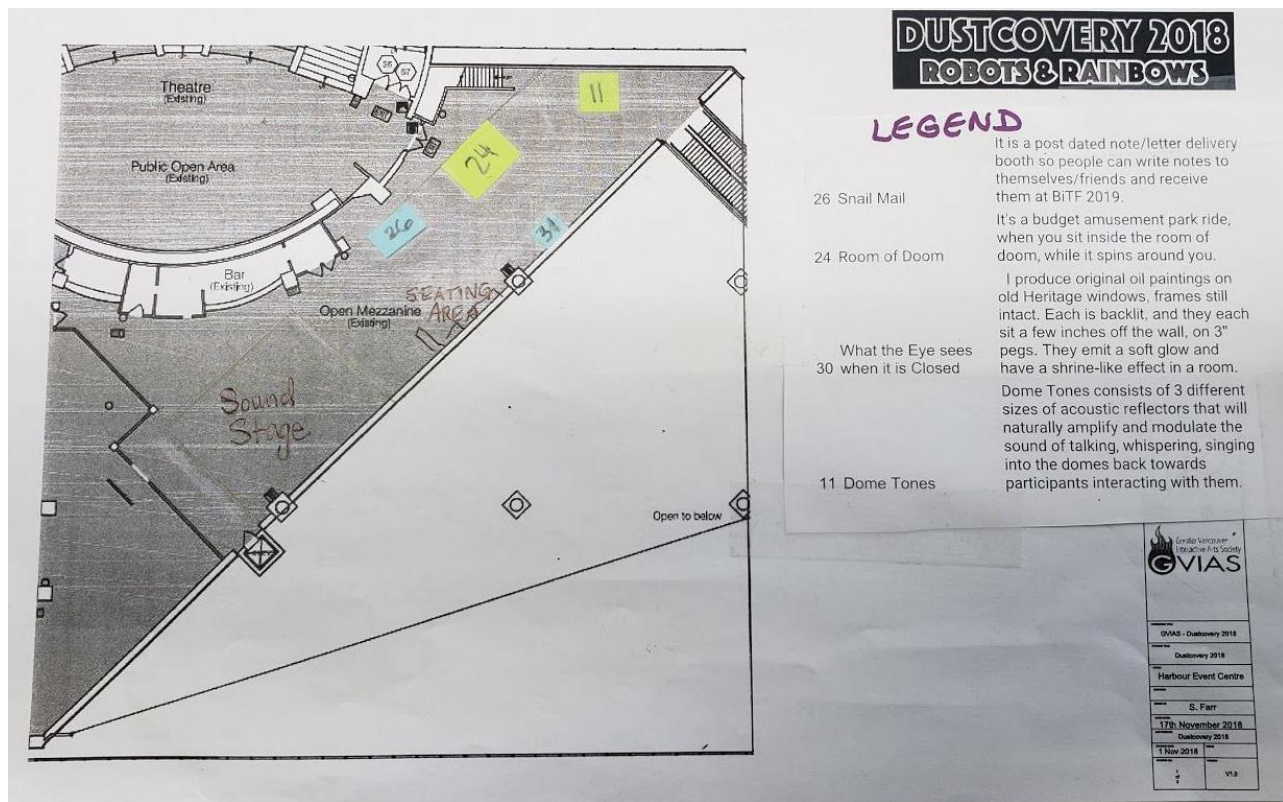 DUSTCOVERY 2018
ROBOTS & RAINBOWS
LEGEND
It is a post dated note/letter delivery
booth so people can write notes to
themselves/friends and receive
them at BiTF 2019.
26 Snail Mail
It's a budget amusement park ride,
when you sit inside the room of
doom, while it spins around you.
24 Room of Doom
I produce original oil paintings on
old Heritage windows, frames still
intact. Each is backlit, and they each
sit a few inches off the wall, on 3"
pegs. They emit a soft glow and
have a shrine-like effect in a room.
What the Eye sees
30 when it is Closed
Dome Tones consists of 3 different
sizes of acoustic reflectors that will
naturally amplify and modulate the
sound of talking, whispering, singing
into the domes back towards
participants interacting with them.
11 Dome Tones
Theatre
(Existing)
Public Open Area
(Existing)
Bar
(Existing)
Open Mezzanine
(Existing)
SEATING
AREA
Sound
Stage
11
24
26
57
Open to below
Greater Vancouver
Interactive Arts Society
GVIAS
GVIAS - Dustcovery 2018
Dustcovery 2018
Harbour Event Centre
S. Farr
17th November 2018
Dustcovery 2018
1 Nov 2018
V1.0